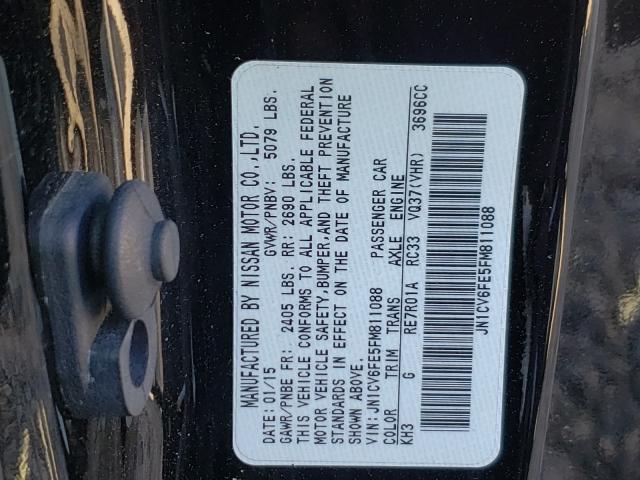 MANUFACTURED BY NISSAN MOTOR CO.,LTD.
DATE: 01/15 GVWR/PNBV: 5079 LBS.
GAWR/PNBE FR: 2405 LBS. RR: 2690 LBS.
THIS VEHICLE CONFORMS TO ALL APPLICABLE FEDERAL
MOTOR VEHICLE SAFETY,BUMPER,AND THEFT PREVENTION
STANDARDS IN EFFECT ON THE DATE OF MANUFACTURE
SHOWN ABOVE.
VIN:JN1CV6FE5FM811088 PASSENGER CAR
COLOR TRIM TRANS AXLE ENGINE
KH3 G RE7R01A RC33 VQ37(VHR) 3696CC
JN1CV6FE5FM811088